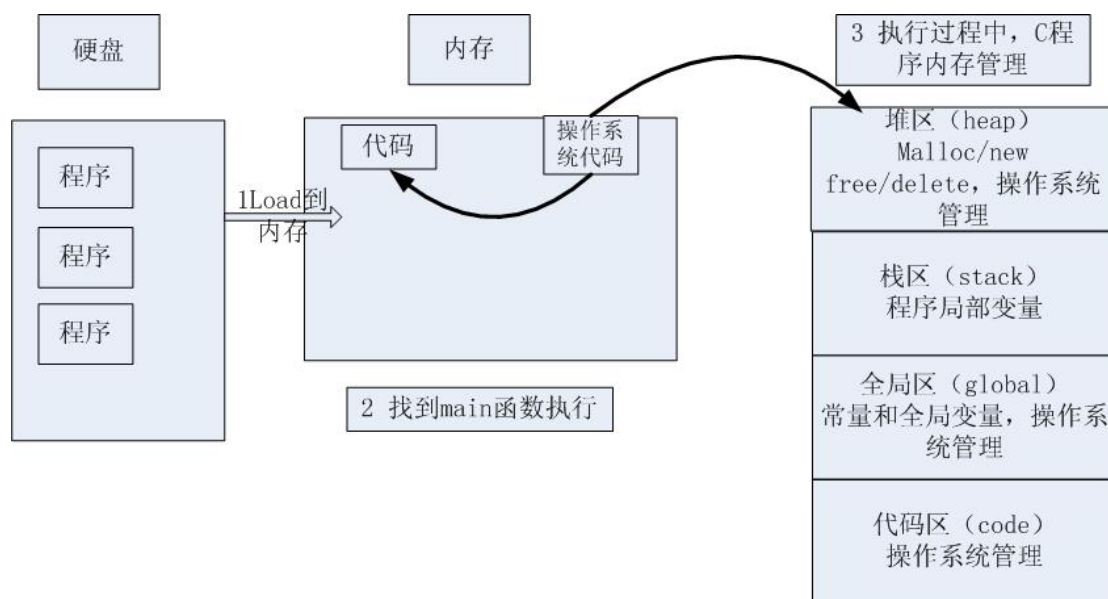 硬盘
程序
程序
程序
1Load到
内存
内存
代码
操作系
统代码
2 找到main函数执行
3 执行过程中，C程
序内存管理
堆区（heap）
Malloc/new
free/delete，操作系统
管理
栈区（stack）
程序局部变量
全局区（global）
常量和全局变量，操作系
统管理
代码区（code）
操作系统管理